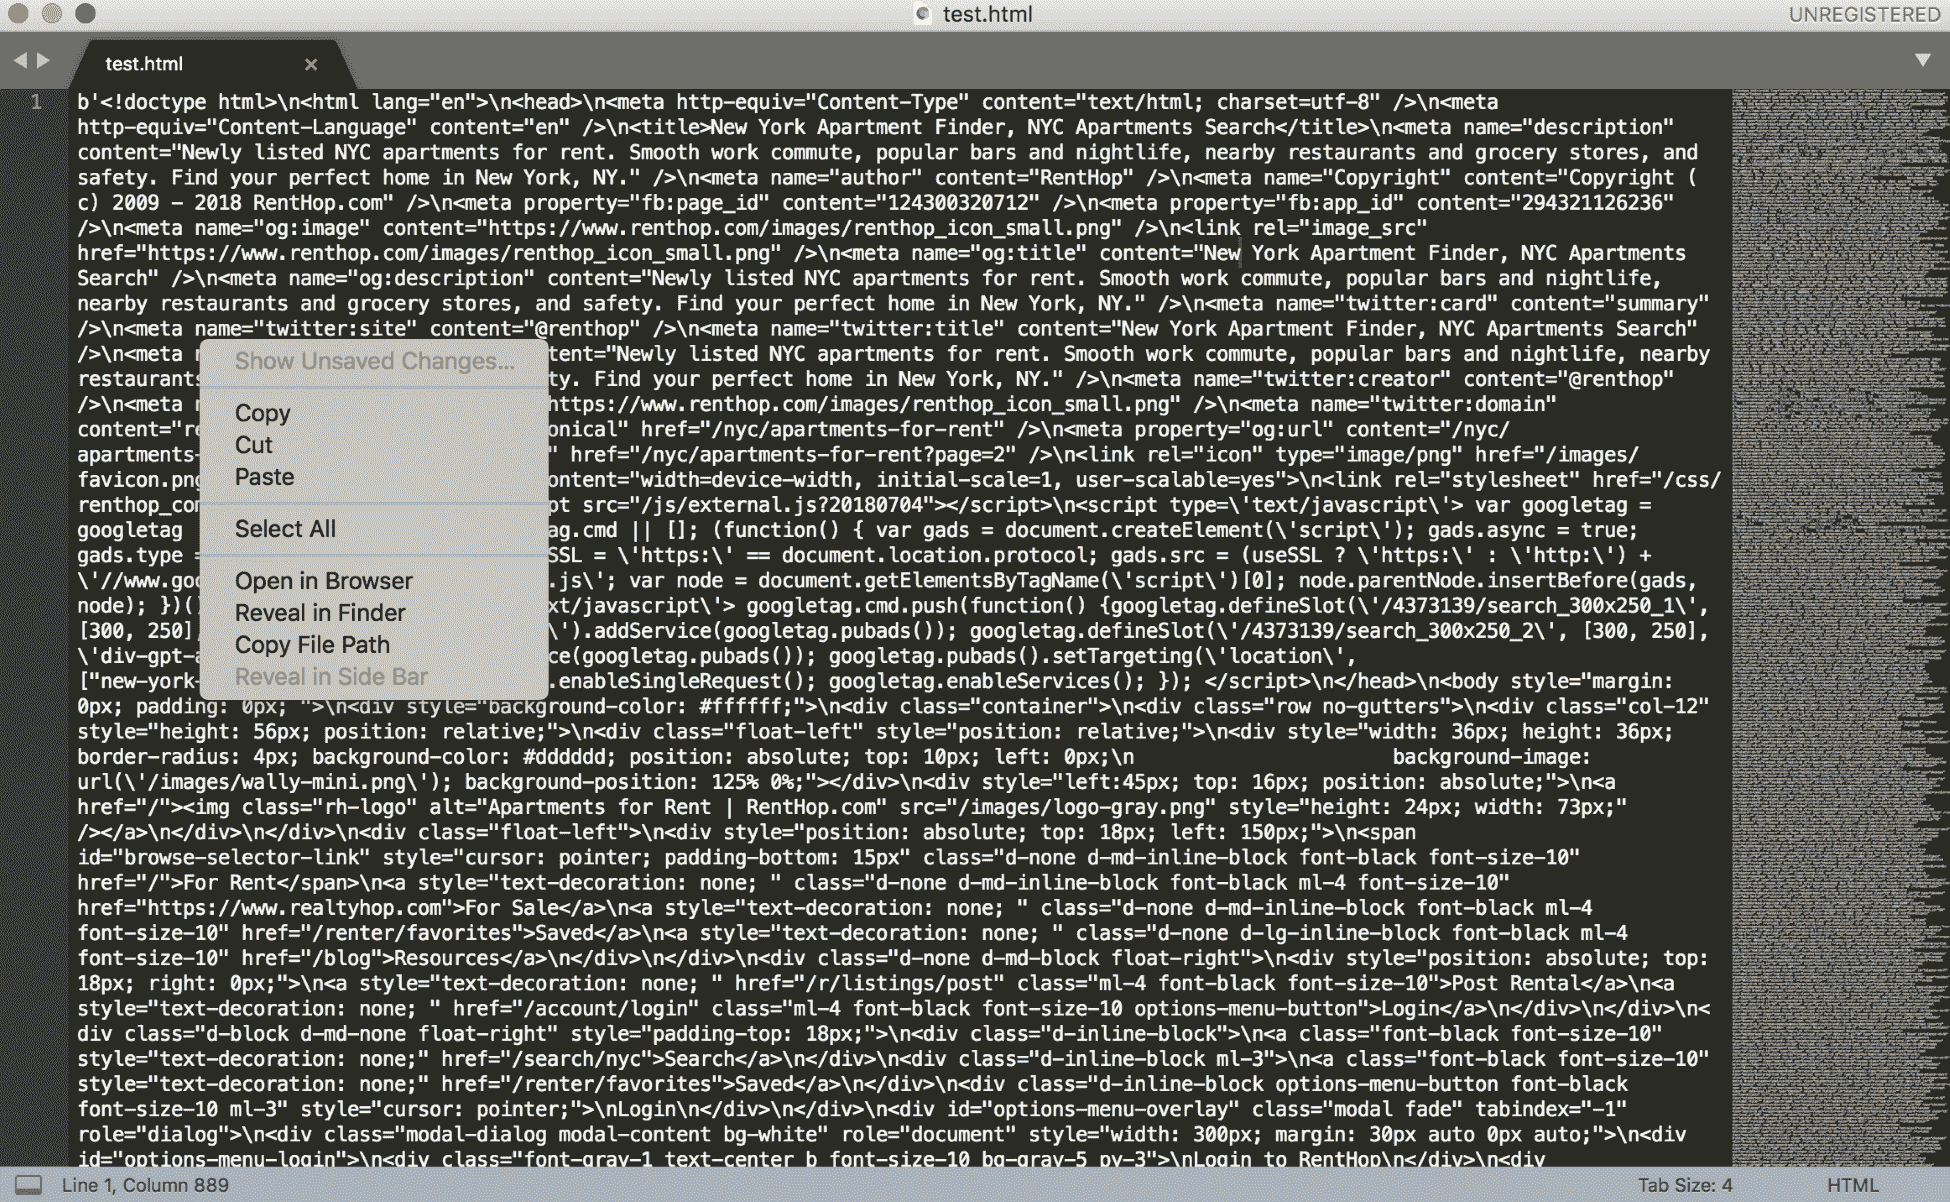 test.html
UNREGISTERED
test.html
1
b'<!doctype html>\n<html lang="en">\n<head>\n<meta http-equiv="Content-Type" content="text/html; charset=utf-8" />\n<meta
http-equiv="Content-Language" content="en" />\n<title>New York Apartment Finder, NYC Apartments Search</title>\n<meta name="description"
content="Newly listed NYC apartments for rent. Smooth work commute, popular bars and nightlife, nearby restaurants and grocery stores, and
safety. Find your perfect home in New York, NY." />\n<meta name="author" content="RentHop" />\n<meta name="Copyright" content="Copyright (
c) 2009 – 2018 RentHop.com" />\n<meta property="fb:page_id" content="124300320712" />\n<meta property="fb:app_id" content="294321126236"
/>\n<meta name="og:image" content="https://www.renthop.com/images/renthop_icon_small.png" />\n<link rel="image_src"
href="https://www.renthop.com/images/renthop_icon_small.png" />\n<meta name="og:title" content="New York Apartment Finder, NYC Apartments
Search" />\n<meta name="og:description" content="Newly listed NYC apartments for rent. Smooth work commute, popular bars and nightlife,
nearby restaurants and grocery stores, and safety. Find your perfect home in New York, NY." />\n<meta name="twitter:card" content="summary"
/>\n<meta name="twitter:site" content="@renthop" />\n<meta name="twitter:title" content="New York Apartment Finder, NYC Apartments Search"
/>\n<meta r tent="Newly listed NYC apartments for rent. Smooth work commute, popular bars and nightlife, nearby
restaurants ty. Find your perfect home in New York, NY." />\n<meta name="twitter:creator" content="@renthop"
/>\n<meta r https://www.renthop.com/images/renthop_icon_small.png" />\n<meta name="twitter:domain"
content="re onical" href="/nyc/apartments-for-rent" />\n<meta property="og:url" content="/nyc/
apartments- " href="/nyc/apartments-for-rent?page=2" />\n<link rel="icon" type="image/png" href="/images/
favicon.png ontent="width=device-width, initial-scale=1, user-scalable=yes">\n<link rel="stylesheet" href="/css/
renthop_com pt src="/js/external.js?20180704"></script>\n<script type=\'text/javascript\'> var googletag =
googletag ag.cmd || []; (function() { var gads = document.createElement(\'script\'); gads.async = true;
gads.type = SSL = \'https:\' == document.location.protocol; gads.src = (useSSL ? \'https:\' : \'http:\') +
\'//www.goo .js\'; var node = document.getElementsByTagName(\'script\')[0]; node.parentNode.insertBefore(gads,
node); })() xt/javascript\'> googletag.cmd.push(function() {googletag.defineSlot(\'/4373139/search_300x250_1\',
[300, 250], \').addService(googletag.pubads()); googletag.defineSlot(\'/4373139/search_300x250_2\', [300, 250],
\'div-gpt-a ce(googletag.pubads()); googletag.pubads().setTargeting(\'location\',
["new-york- .enableSingleRequest(); googletag.enableServices(); }); </script>\n</head>\n<body style="margin:
0px; padding: 0px; ">\n<div style="background-color: #ffffff;">\n<div class="container">\n<div class="row no-gutters">\n<div class="col-12"
style="height: 56px; position: relative;">\n<div class="float-left" style="position: relative;">\n<div style="width: 36px; height: 36px;
border-radius: 4px; background-color: #dddddd; position: absolute; top: 10px; left: 0px;\n background-image:
url(\'/images/wally-mini.png\'); background-position: 125% 0%;"></div>\n<div style="left:45px; top: 16px; position: absolute;">\n<a
href="/"><img class="rh-logo" alt="Apartments for Rent | RentHop.com" src="/images/logo-gray.png" style="height: 24px; width: 73px;"
/></a>\n</div>\n</div>\n<div class="float-left">\n<div style="position: absolute; top: 18px; left: 150px;">\n<span
id="browse-selector-link" style="cursor: pointer; padding-bottom: 15px" class="d-none d-md-inline-block font-black font-size-10"
href="/">For Rent</span>\n<a style="text-decoration: none; " class="d-none d-md-inline-block font-black ml-4 font-size-10"
href="https://www.realtyhop.com">For Sale</a>\n<a style="text-decoration: none; " class="d-none d-md-inline-block font-black ml-4
font-size-10" href="/renter/favorites">Saved</a>\n<a style="text-decoration: none; " class="d-none d-lg-inline-block font-black ml-4
font-size-10" href="/blog">Resources</a>\n</div>\n</div>\n<div class="d-none d-md-block float-right">\n<div style="position: absolute; top:
18px; right: 0px;">\n<a style="text-decoration: none; " href="/r/listings/post" class="ml-4 font-black font-size-10">Post Rental</a>\n<a
style="text-decoration: none; " href="/account/login" class="ml-4 font-black font-size-10 options-menu-button">Login</a>\n</div>\n</div>\n<
div class="d-block d-md-none float-right" style="padding-top: 18px;">\n<div class="d-inline-block">\n<a class="font-black font-size-10"
style="text-decoration: none;" href="/search/nyc">Search</a>\n</div>\n<div class="d-inline-block ml-3">\n<a class="font-black font-size-10"
style="text-decoration: none;" href="/renter/favorites">Saved</a>\n</div>\n<div class="d-inline-block options-menu-button font-black
font-size-10 ml-3" style="cursor: pointer;">\nLogin\n</div>\n</div>\n<div id="options-menu-overlay" class="modal fade" tabindex="-1"
role="dialog">\n<div class="modal-dialog modal-content bg-white" role="document" style="width: 300px; margin: 30px auto 0px auto;">\n<div
id="options-menu-login">\n<div class="font-gray-1 text-center b font-size-10 bg-gray-5 py-3">\nLogin to RentHop\n</div>\n<div
Show Unsaved Changes...
Copy
Cut
Paste
Select All
Open in Browser
Reveal in Finder
Copy File Path
Reveal in Side Bar
Line 1, Column 889
Tab Size: 4
HTML